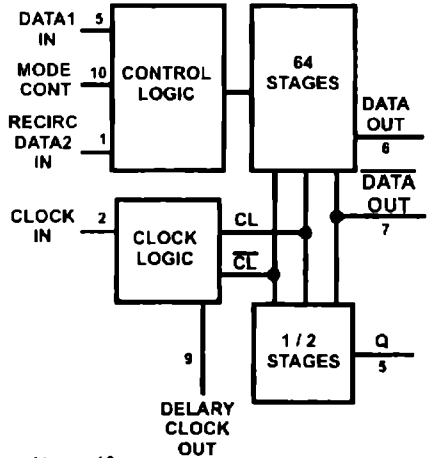 DATA1
IN
5
MODE
CONT
10
RECIRC
DATA2
IN
1
CONTROL
LOGIC
64
STAGES
DATA
OUT
6
DATA
OUT
7
CLOCK
IN
2
CLOCK
LOGIC
CL
CL
9
DELARY
CLOCK
OUT
1/2
STAGES
Q
5